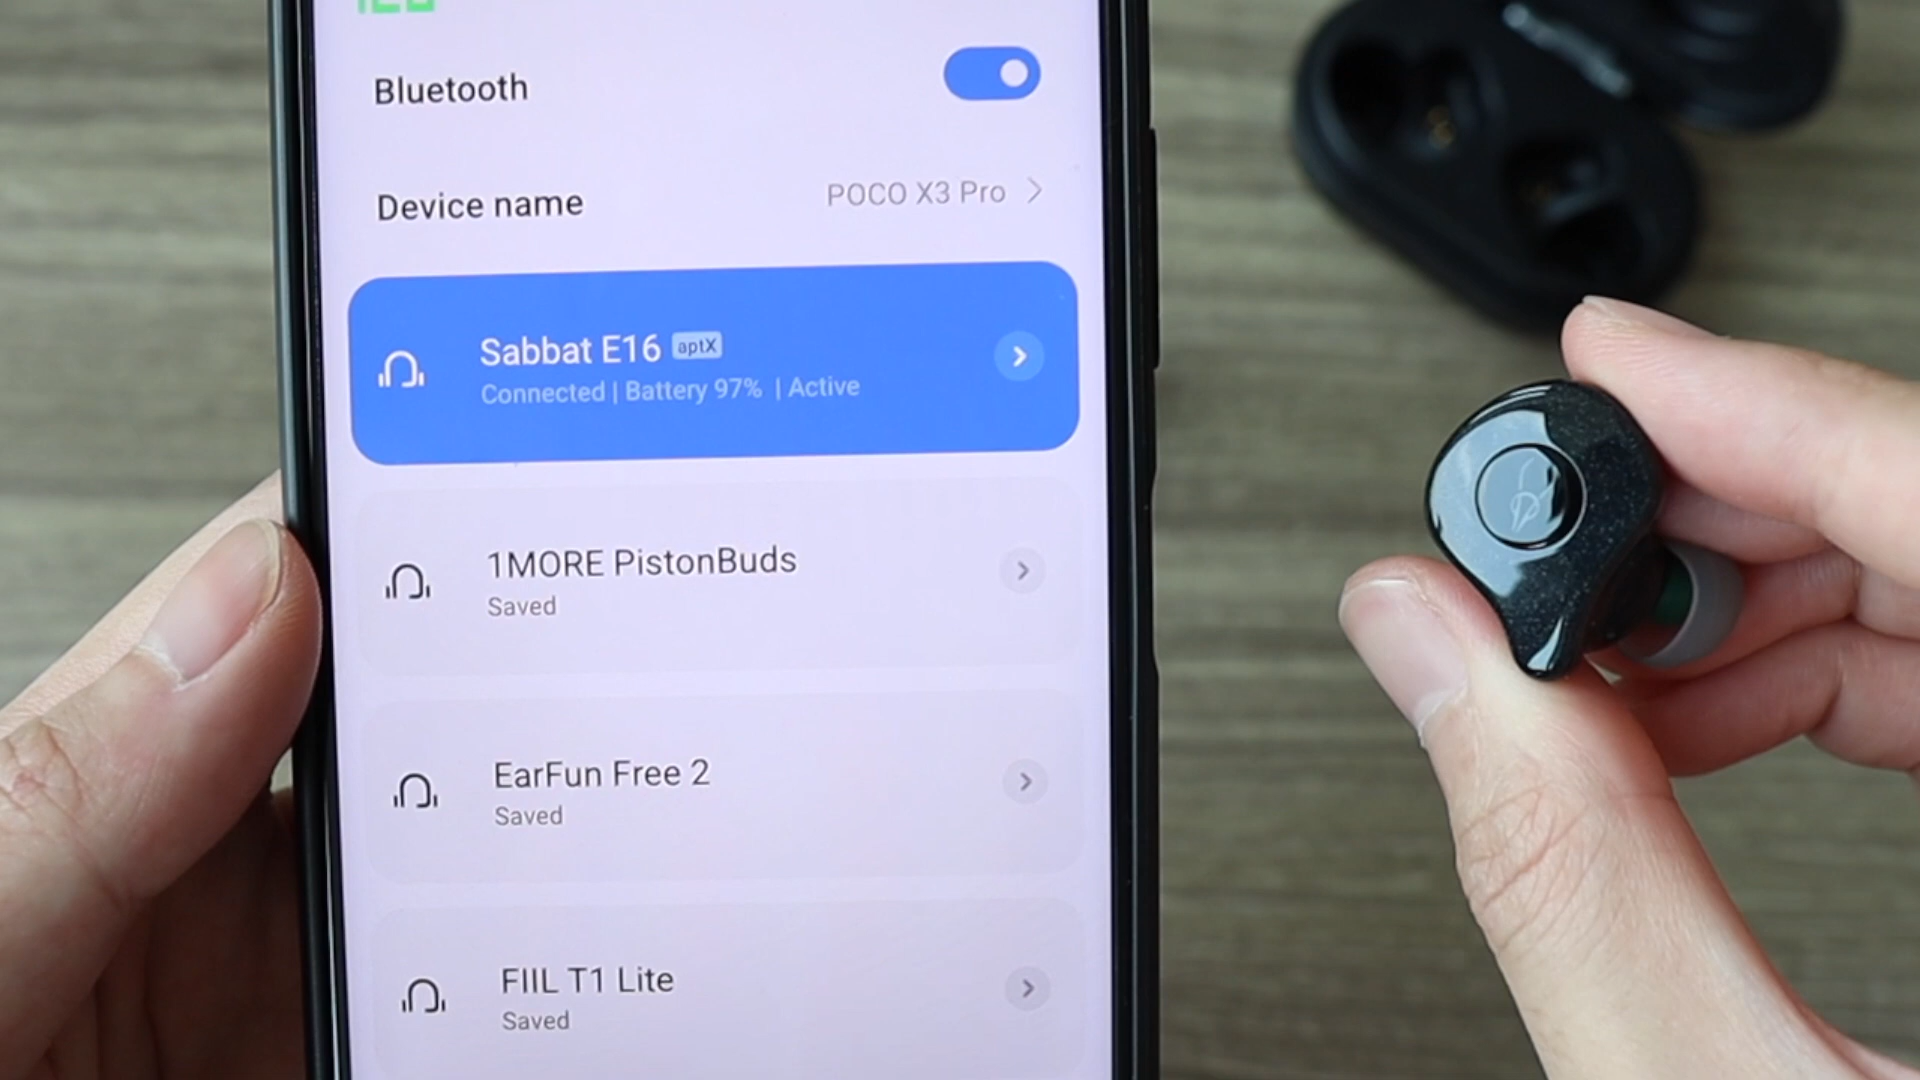 Bluetooth
Device name POCO X3 Pro
Sabbat E16 aptX
Connected | Battery 97% | Active
1MORE PistonBuds
Saved
EarFun Free 2
Saved
FIIL T1 Lite
Saved